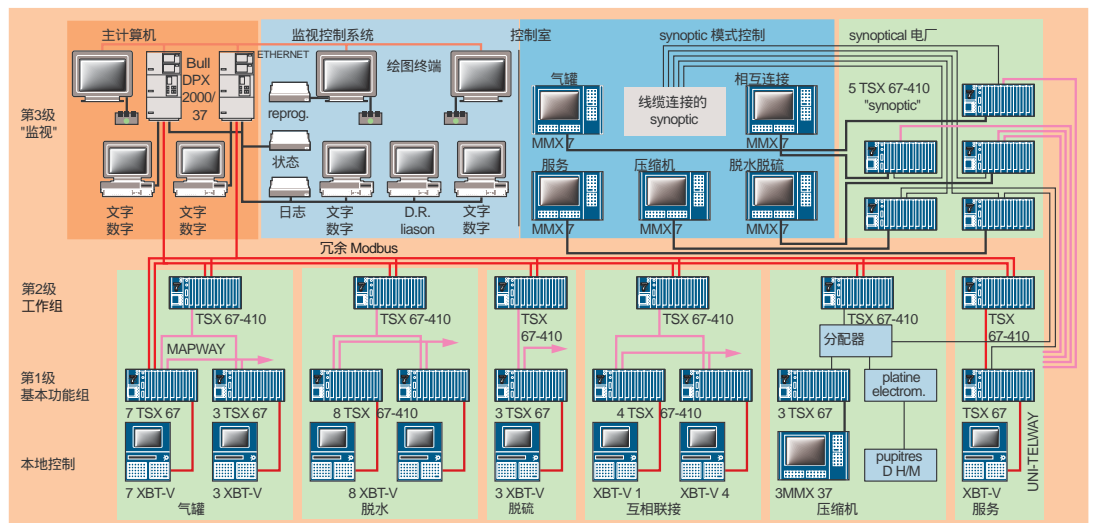 主计算机
监视控制系统
控制室
synoptic 模式控制
synoptical 电厂
Bull
DPX
2000/
37
ETHERNET
绘图终端
气罐
相互连接
线缆连接的
synoptic
5 TSX 67-410
"synoptic"
第3级
"监视"
reprog.
MMX 7
MMX 7
状态
服务
压缩机
脱水脱硫
文字
数字
文字
数字
日志
文字
数字
D.R.
liason
文字
数字
MMX 7
MMX 7
MMX 7
冗余 Modbus
第2级
工作组
TSX 67-410
TSX 67-410
TSX
67-410
TSX 67-410
TSX 67-410
TSX
67-410
分配器
MAPWAY
第1级
基本功能组
platine
electrom.
7 TSX 67
3 TSX 67
8 TSX 67-410
3 TSX 67
4 TSX 67-410
3 TSX 67
TSX 67
本地控制
pupitres
D H/M
UNI-TELWAY
7 XBT-V
3 XBT-V
8 XBT-V
3 XBT-V
XBT-V 1
XBT-V 4
3MMX 37
XBT-V
气罐
脱水
脱硫
互相联接
压缩机
服务